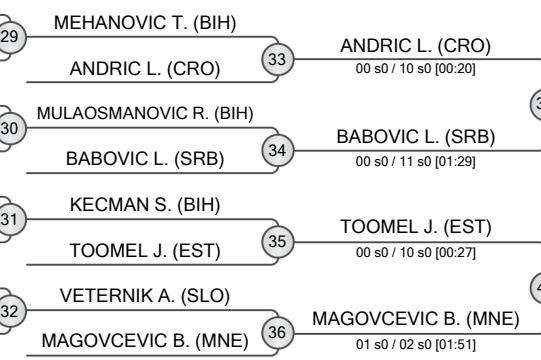 MEHANOVIC T. (BIH)
29
ANDRIC L. (CRO)
33
ANDRIC L. (CRO)
00 s0 / 10 s0 [00:20]
MULAOSMANOVIC R. (BIH)
30
BABOVIC L. (SRB)
34
BABOVIC L. (SRB)
00 s0 / 11 s0 [01:29]
KECMAN S. (BIH)
31
TOOMEL J. (EST)
35
TOOMEL J. (EST)
00 s0 / 10 s0 [00:27]
VETERNIK A. (SLO)
32
MAGOVCEVIC B. (MNE)
36
MAGOVCEVIC B. (MNE)
01 s0 / 02 s0 [01:51]